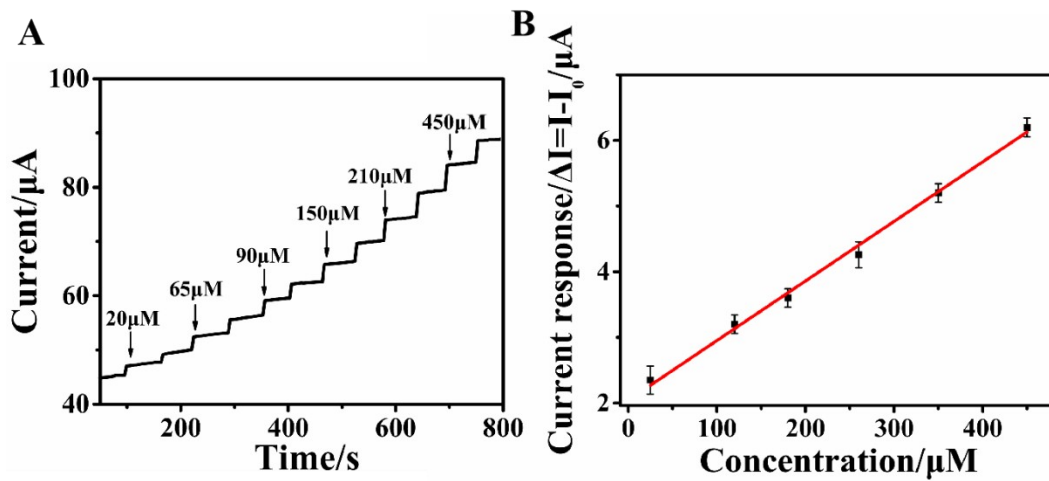 A
Current/μA
100
80
60
40
20μM
65μM
90μM
150μM
210μM
450μM
200
400
600
800
Time/s
B
Current response/ΔI=I-I₀/μA
6
4
2
0
100
200
300
400
Concentration/μM